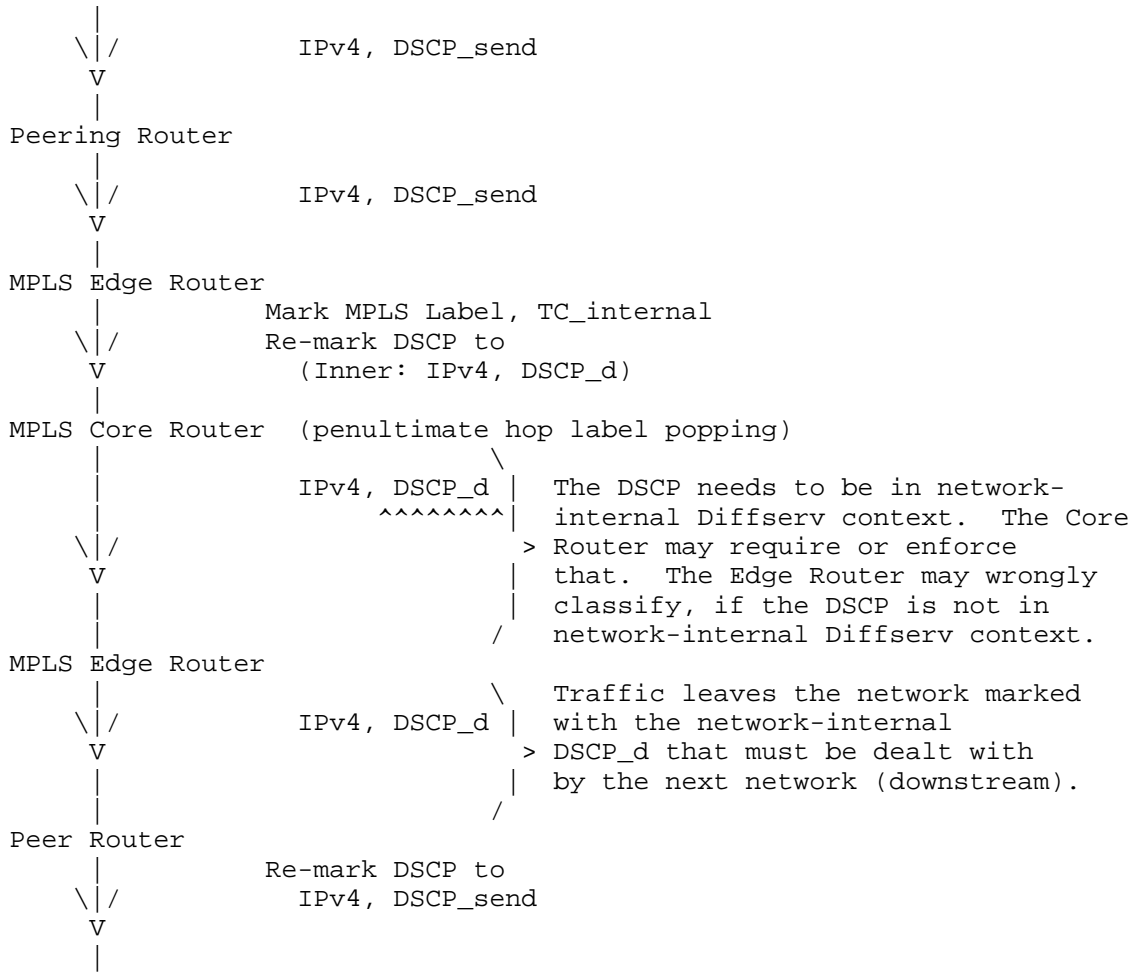 |
    \|/           IPv4, DSCP_send
     V
     |
Peering Router
     |
    \|/           IPv4, DSCP_send
     V
     |
MPLS Edge Router
     |          Mark MPLS Label, TC_internal
    \|/         Re-mark DSCP to
     V            (Inner: IPv4, DSCP_d)
     |
MPLS Core Router  (penultimate hop label popping)
     |                       \
     |            IPv4, DSCP_d |  The DSCP needs to be in network-
     |                 ^^^^^^^^|  internal Diffserv context.  The Core
    \|/                         > Router may require or enforce
     V                         |  that.  The Edge Router may wrongly
     |                         |  classify, if the DSCP is not in
     |                        /   network-internal Diffserv context.
MPLS Edge Router
     |                        \   Traffic leaves the network marked
    \|/           IPv4, DSCP_d |  with the network-internal
     V                          > DSCP_d that must be dealt with
     |                         |  by the next network (downstream).
     |                        /
Peer Router
     |          Re-mark DSCP to
    \|/           IPv4, DSCP_send
     V
     |